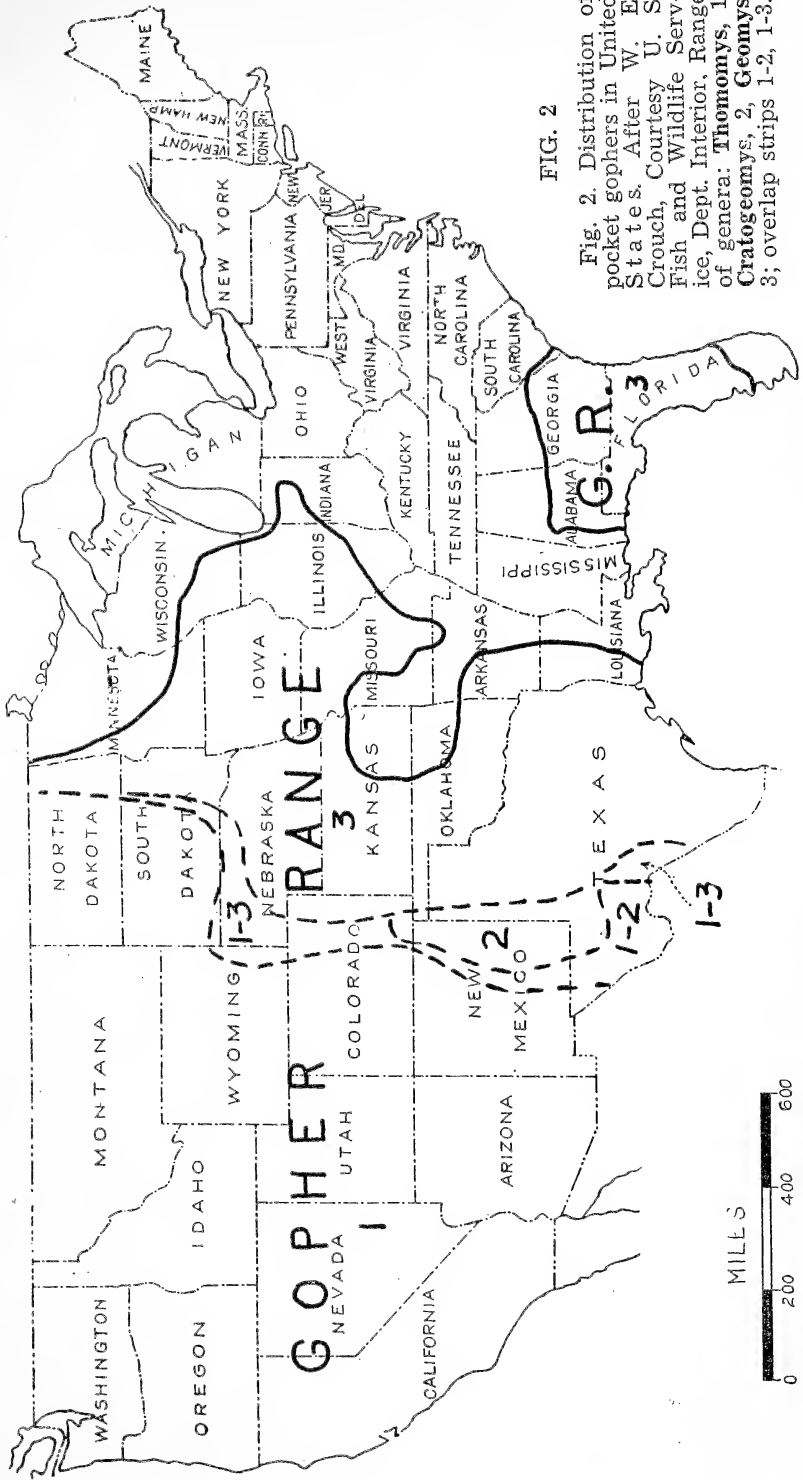 WASHINGTON
OREGON
CALIFORNIA
NEVADA
IDAHO
MONTANA
WYOMING
UTAH
ARIZONA
COLORADO
NEW
MEXICO
NORTH
DAKOTA
SOUTH
DAKOTA
NEBRASKA
KANSAS
OKLAHOMA
TEXAS
MINNESOTA
IOWA
MISSOURI
ARKANSAS
LOUISIANA
WISCONSIN
ILLINOIS
MICHIGAN
INDIANA
OHIO
KENTUCKY
TENNESSEE
MISSISSIPPI
ALABAMA
GEORGIA
FLORIDA
SOUTH
CAROLINA
NORTH
CAROLINA
VIRGINIA
WEST
VIRGINIA
MD.
DEL
PENNSYLVANIA
NEW
JER
NEW YORK
CONN
R.I.
MASS
VERMONT
NEW HAMP
MAINE
GOPHER RANGE
G. R.
1
3
1-3
2
1-2
1-3
3
MILES
0 200 400 600
FIG. 2
Fig. 2. Distribution of
pocket gophers in United
States. After W. E.
Crouch, Courtesy U. S.
Fish and Wildlife Serv-
ice, Dept. Interior. Range
of genera: Thomomys, 1,
Cratogeomys, 2, Geomys,
3; overlap strips 1-2, 1-3.